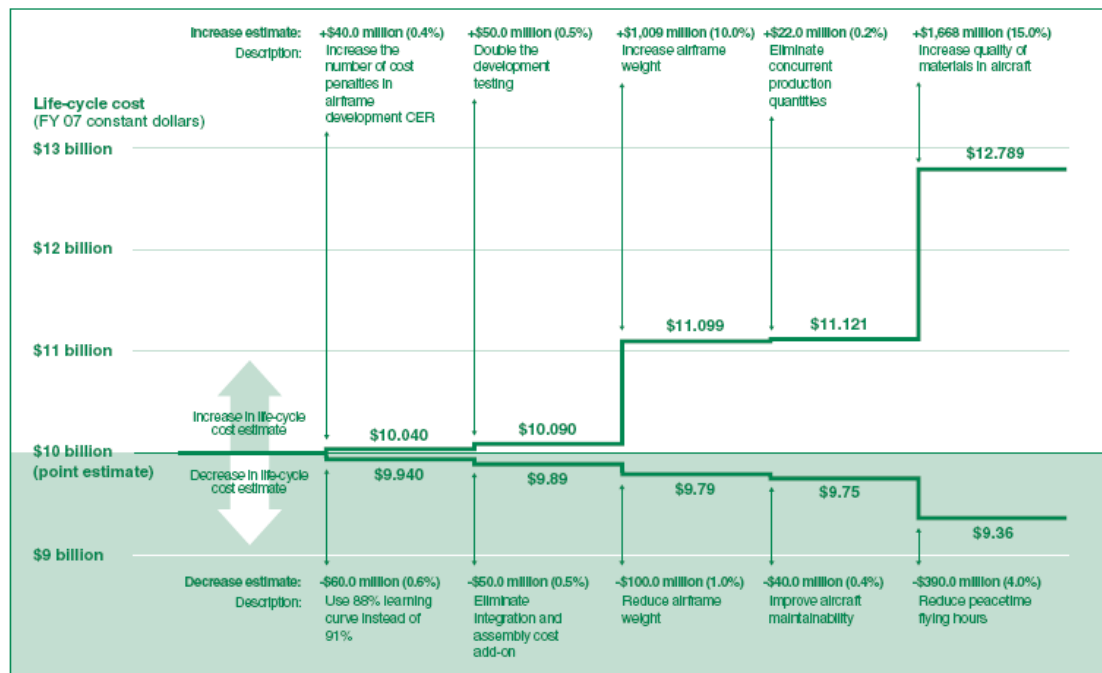 Increase estimate: +$40.0 million (0.4%) +$50.0 million (0.5%) +$1,009 million (10.0%) +$22.0 million (0.2%) +$1,668 million (15.0%)
Description: Increase the Double the Increase airframe Eliminate Increase quality of
number of cost development weight concurrent materials in aircraft
penalties in testing production
airframe quantities
development CER
Life-cycle cost
(FY 07 constant dollars)
$13 billion
$12.789
$12 billion
$11.099
$11.121
$11 billion
Increase in life-cycle
cost estimate
$10.040
$10.090
$10 billion
(point estimate)
Decrease in life-cycle
cost estimate
$9.940
$9.89
$9.79
$9.75
$9.36
$9 billion
Decrease estimate: -$60.0 million (0.6%) -$50.0 million (0.5%) -$100.0 million (1.0%) -$40.0 million (0.4%) -$390.0 million (4.0%)
Description: Use 88% learning Eliminate Reduce airframe Improve aircraft Reduce peacetime
curve instead of integration and weight maintainability flying hours
91% assembly cost
add-on